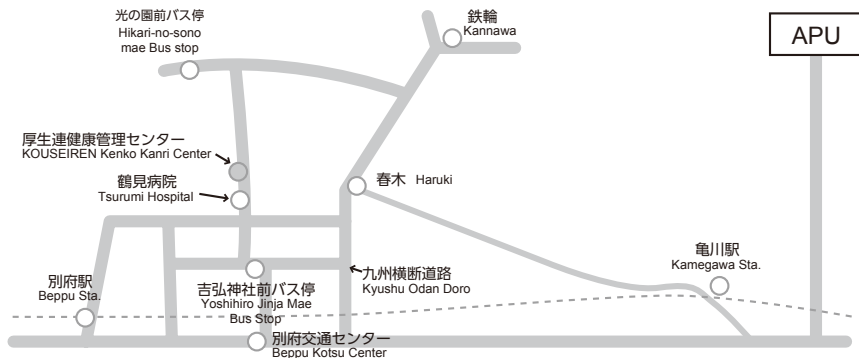 光の園前バス停
Hikari-no-sono
mae Bus stop
鉄輪
Kannawa
APU
厚生連健康管理センター
KOUSEIREN Kenko Kanri Center
鶴見病院
Tsurumi Hospital
春木 Haruki
亀川駅
Kamegawa Sta.
九州横断道路
Kyushu Odan Doro
別府駅
Beppu Sta.
吉弘神社前バス停
Yoshihiro Jinja Mae
Bus Stop
別府交通センター
Beppu Kotsu Center